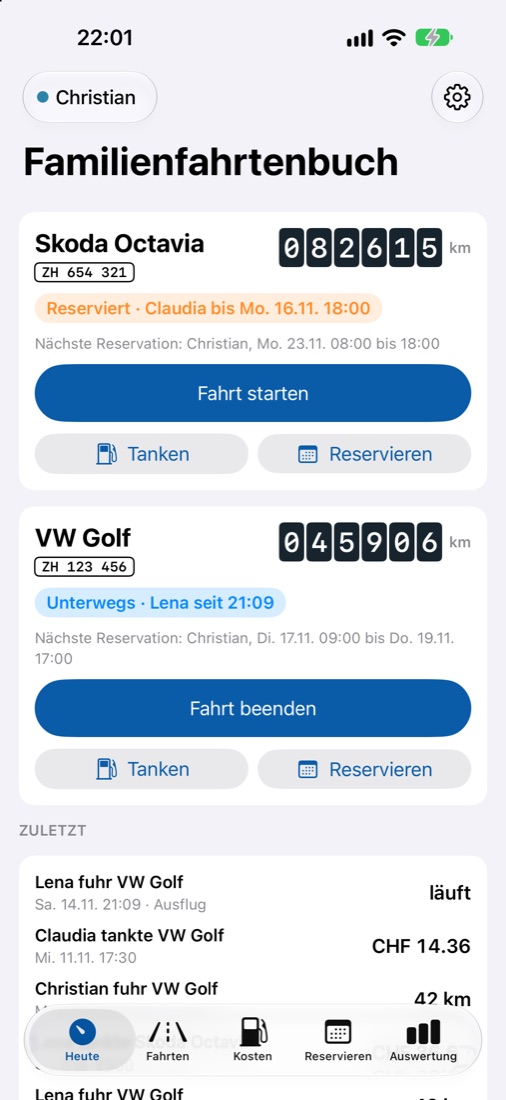 22:01
Christian
Familienfahrtenbuch
Skoda Octavia
082615 km
ZH 654 321
Reserviert · Claudia bis Mo. 16.11. 18:00
Nächste Reservation: Christian, Mo. 23.11. 08:00 bis 18:00
Fahrt starten
Tanken
Reservieren
VW Golf
045906 km
ZH 123 456
Unterwegs · Lena seit 21:09
Nächste Reservation: Christian, Di. 17.11. 09:00 bis Do. 19.11.
17:00
Fahrt beenden
Tanken
Reservieren
ZULETZT
Lena fuhr VW Golf
läuft
Sa. 14.11. 21:09 · Ausflug
Claudia tankte VW Golf
CHF 14.36
Mi. 11.11. 17:30
Christian fuhr VW Golf
42 km
Heute
Fahrten
Kosten
Reservieren
Auswertung
Lena fuhr VW Golf